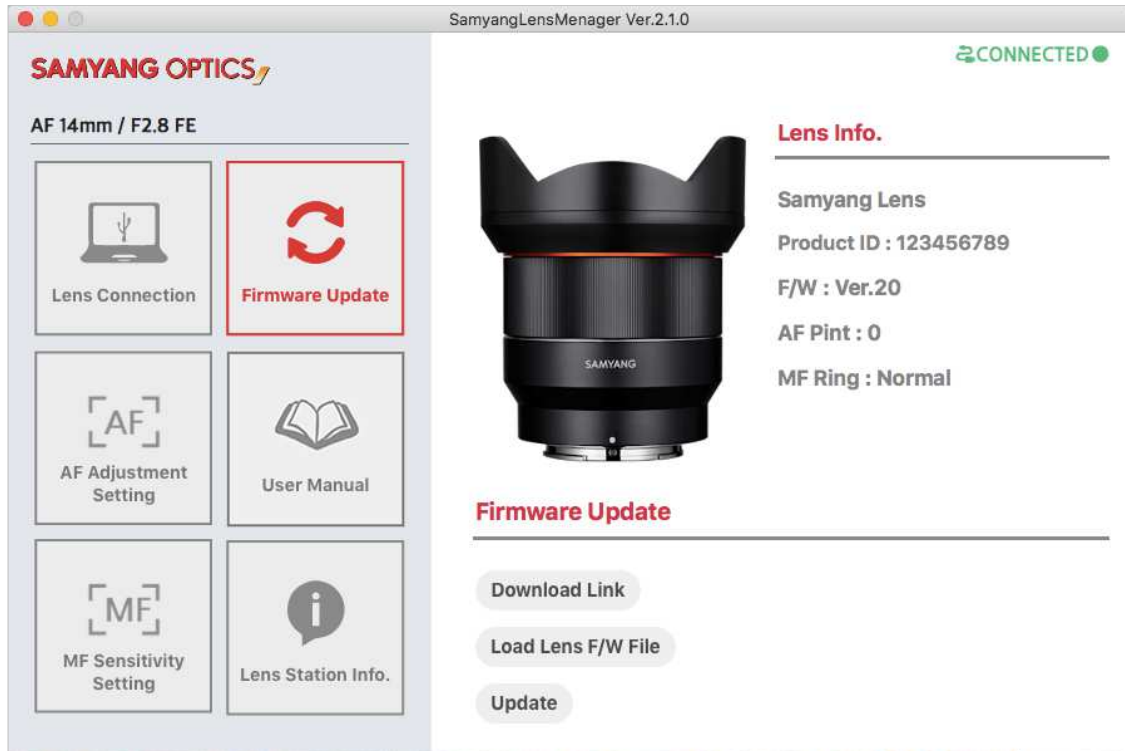 SamyangLensMenager Ver.2.1.0
SAMYANG OPTICS
CONNECTED
AF 14mm / F2.8 FE
Lens Connection
Firmware Update
AF
AF Adjustment
Setting
User Manual
MF
MF Sensitivity
Setting
i
Lens Station Info.
SAMYANG
Lens Info.
Samyang Lens
Product ID : 123456789
F/W : Ver.20
AF Pint : 0
MF Ring : Normal
Firmware Update
Download Link
Load Lens F/W File
Update